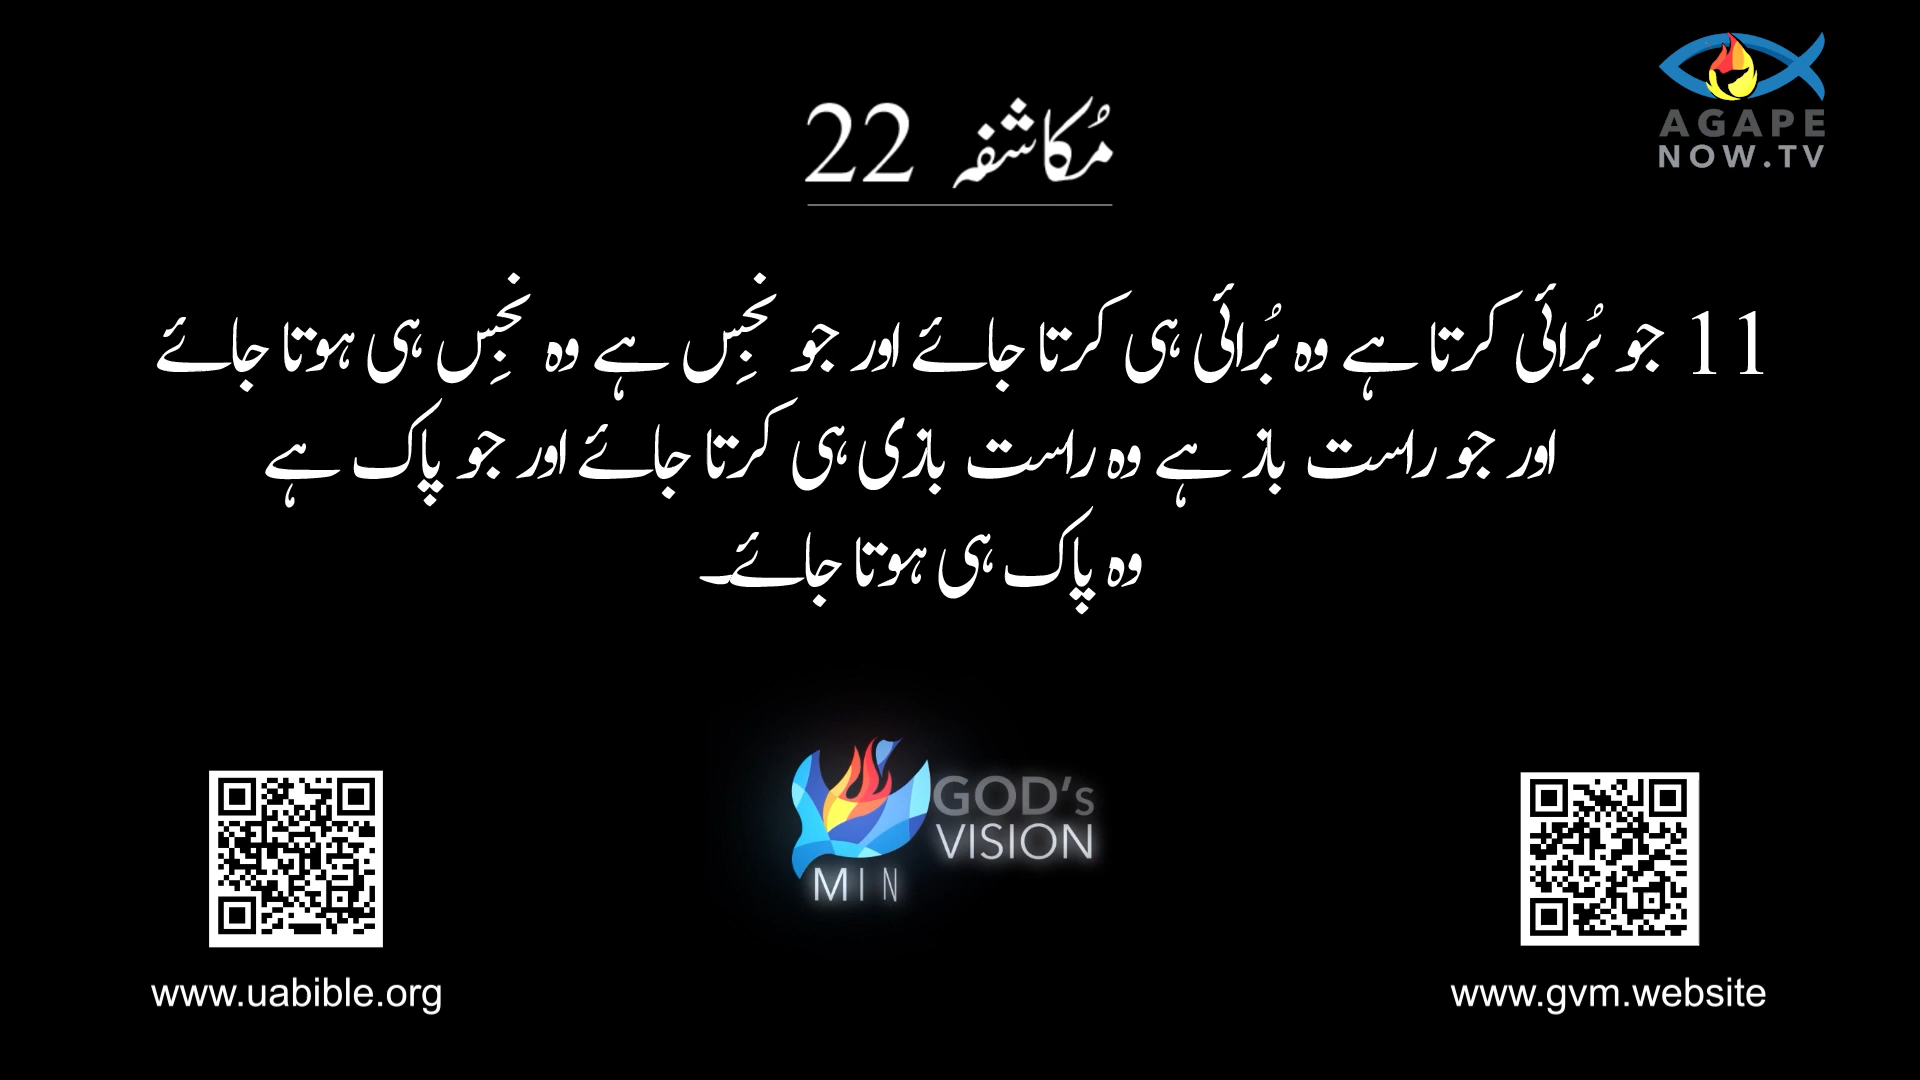 AGAPE
NOW.TV
مُکاشفہ 22
11 جو بُرائی کرتا ہے وہ بُرائی ہی کرتا جائے اور جو نجِس ہے وہ نجِس ہی ہوتا جائے
اور جو راست باز ہے وہ راست بازی ہی کرتا جائے اور جو پاک ہے
وہ پاک ہی ہوتا جائے۔
GOD's
VISION
MIN
www.uabible.org
www.gvm.website